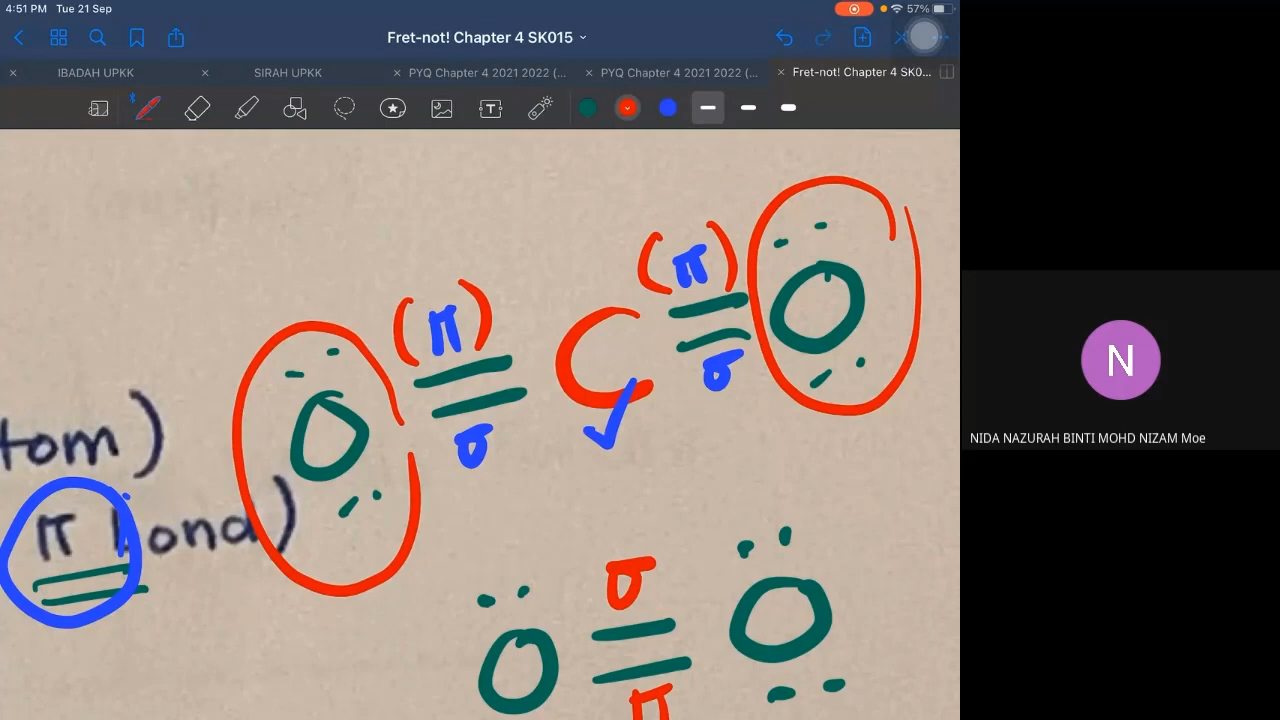 4:51 PM Tue 21 Sep
57%
Fret-not! Chapter 4 SK015
IBADAH UPKK
SIRAH UPKK
PYQ Chapter 4 2021 2022 (...
PYQ Chapter 4 2021 2022 (...
Fret-not! Chapter 4 SK0...
T
(π) (π)
O C O
σ σ
tom)
π bond)
σ
O O
π
N
NIDA NAZURAH BINTI MOHD NIZAM Moe